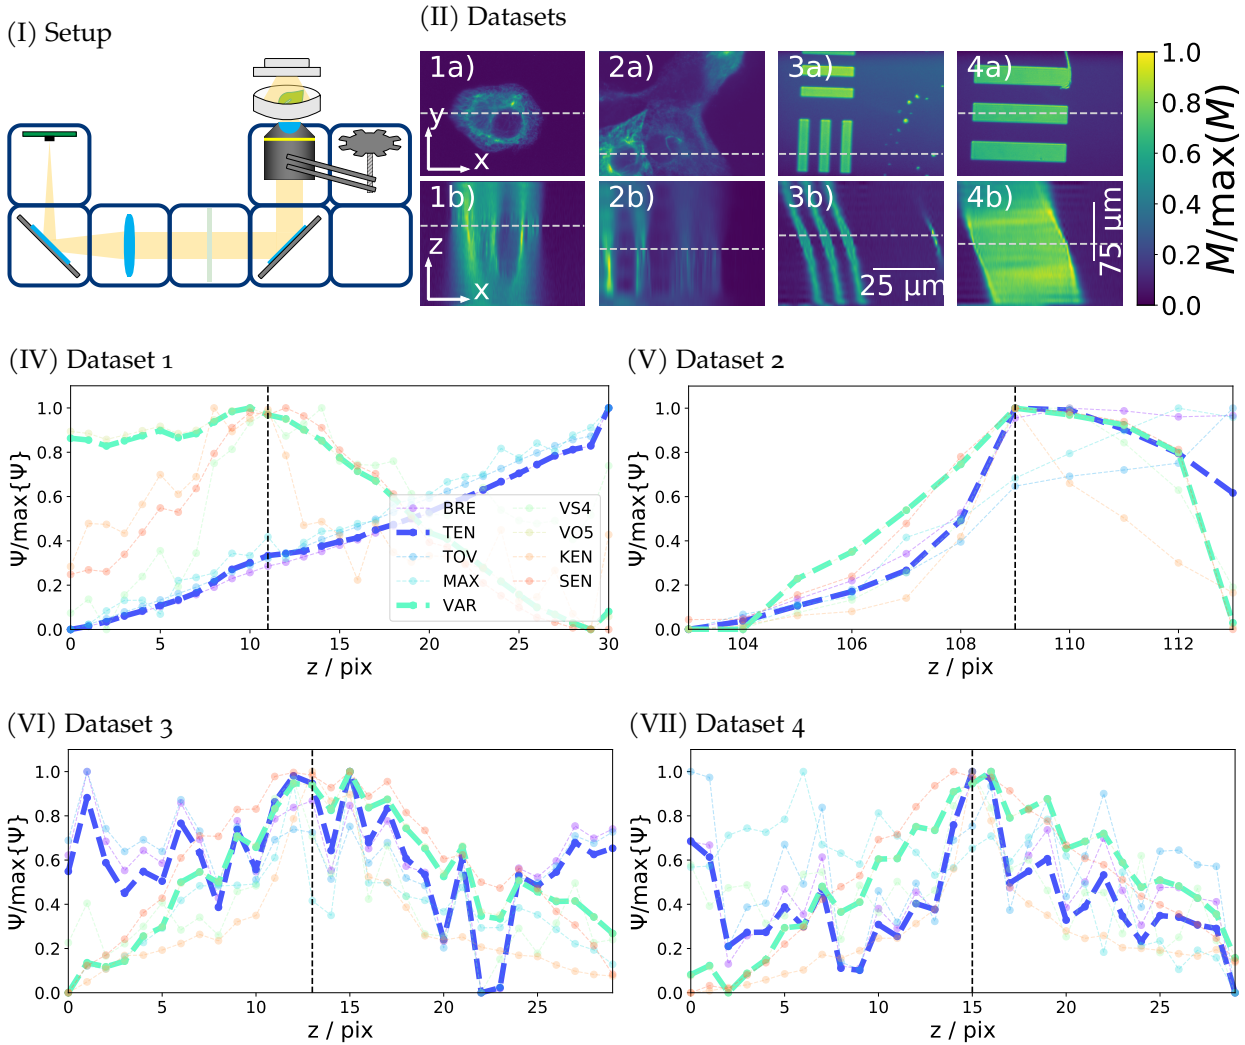 (I) Setup
(II) Datasets
1a)
2a)
3a)
4a)
y
x
1b)
2b)
3b)
4b)
z
x
25 μm
75 μm
1.0
0.8
0.6
0.4
0.2
0.0
M/max(M)
(IV) Dataset 1
1.0
0.8
0.6
0.4
0.2
0.0
Ψ/max{Ψ}
0 5 10 15 20 25 30
z / pix
BRE
TEN
TOV
MAX
VAR
VS4
VO5
KEN
SEN
(V) Dataset 2
1.0
0.8
0.6
0.4
0.2
0.0
Ψ/max{Ψ}
104 106 108 110 112
z / pix
(VI) Dataset 3
1.0
0.8
0.6
0.4
0.2
0.0
Ψ/max{Ψ}
0 5 10 15 20 25
z / pix
(VII) Dataset 4
1.0
0.8
0.6
0.4
0.2
0.0
Ψ/max{Ψ}
0 5 10 15 20 25
z / pix